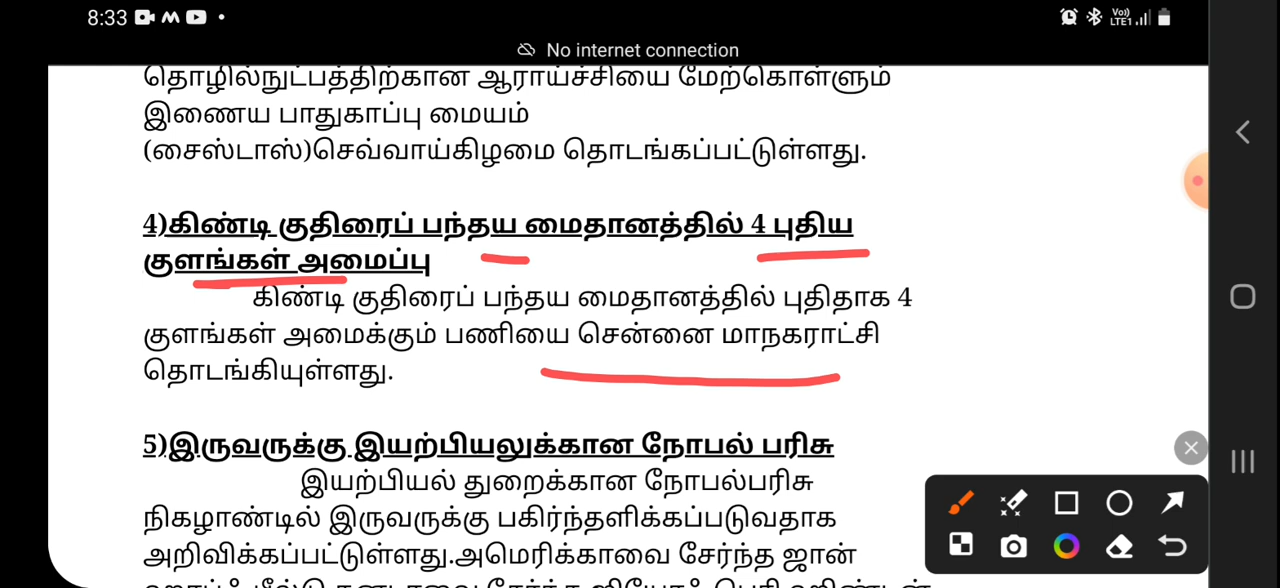 8:33
Vo)) LTE1
No internet connection
தொழில்நுட்பத்திற்கான ஆராய்ச்சியை மேற்கொள்ளும்
இணைய பாதுகாப்பு மையம்
(சைஸ்டாஸ்)செவ்வாய்கிழமை தொடங்கப்பட்டுள்ளது.
4)கிண்டி குதிரைப் பந்தய மைதானத்தில் 4 புதிய
குளங்கள் அமைப்பு
கிண்டி குதிரைப் பந்தய மைதானத்தில் புதிதாக 4
குளங்கள் அமைக்கும் பணியை சென்னை மாநகராட்சி
தொடங்கியுள்ளது.
5)இருவருக்கு இயற்பியலுக்கான நோபல் பரிசு
இயற்பியல் துறைக்கான நோபல்பரிசு
நிகழாண்டில் இருவருக்கு பகிர்ந்தளிக்கப்படுவதாக
அறிவிக்கப்பட்டுள்ளது.அமெரிக்காவை சேர்ந்த ஜான்